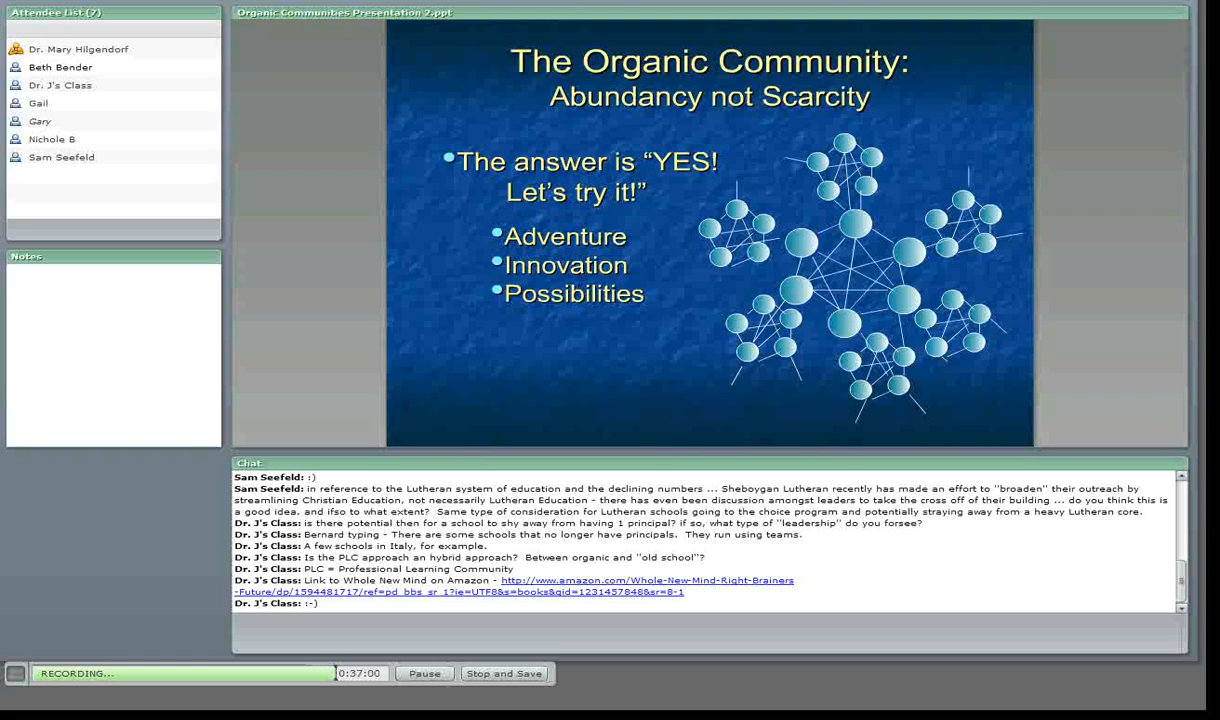 Attendee List (7)
Dr. Mary Hilgendorf
Beth Bender
Dr. J's Class
Gail
Gary
Nichole B
Sam Seefeld
Notes
Organic Communities Presentation 2.ppt
The Organic Community:
Abundancy not Scarcity
•The answer is “YES!
Let’s try it!”
•Adventure
•Innovation
•Possibilities
Chat
Sam Seefeld: :)
Sam Seefeld: in reference to the Lutheran system of education and the declining numbers ... Sheboygan Lutheran recently has made an effort to "broaden" their outreach by
streamlining Christian Education, not necessarily Lutheran Education - there has even been discussion amongst leaders to take the cross off of their building ... do you think this is
a good idea, and ifso to what extent? Same type of consideration for Lutheran schools going to the choice program and potentially straying away from a heavy Lutheran core.
Dr. J's Class: is there potential then for a school to shy away from having 1 principal? if so, what type of "leadership" do you forsee?
Dr. J's Class: Bernard typing - There are some schools that no longer have principals. They run using teams.
Dr. J's Class: A few schools in Italy, for example.
Dr. J's Class: Is the PLC approach an hybrid approach? Between organic and "old school"?
Dr. J's Class: PLC = Professional Learning Community
Dr. J's Class: Link to Whole New Mind on Amazon - http://www.amazon.com/Whole-New-Mind-Right-Brainers
-Future/dp/1594481717/ref=pd_bbs_sr_1?ie=UTF8&s=books&qid=1231457848&sr=8-1
Dr. J's Class: :-)
RECORDING...
0:37:00
Pause
Stop and Save